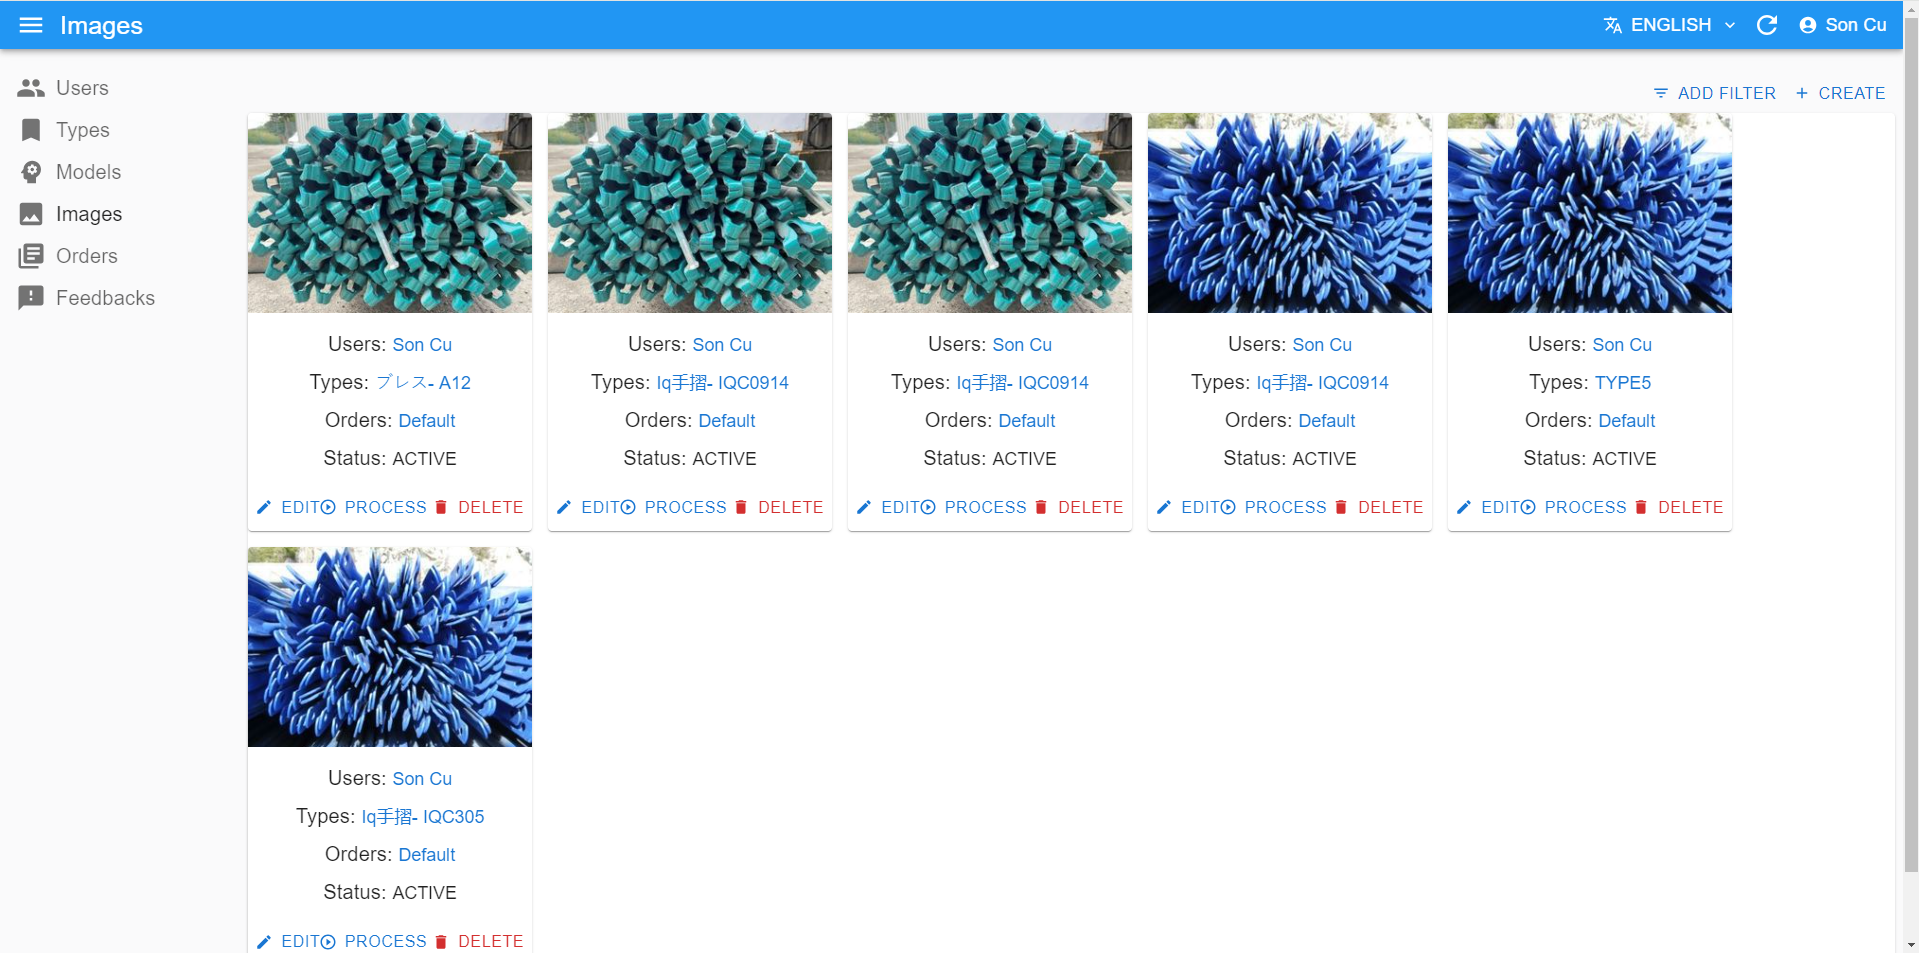 Images
ENGLISH
Son Cu
Users
Types
Models
Images
Orders
Feedbacks
ADD FILTER
CREATE
Users: Son Cu
Types: ブレス- A12
Orders: Default
Status: ACTIVE
EDIT PROCESS DELETE
Users: Son Cu
Types: Iq手摺- IQC0914
Orders: Default
Status: ACTIVE
EDIT PROCESS DELETE
Users: Son Cu
Types: Iq手摺- IQC0914
Orders: Default
Status: ACTIVE
EDIT PROCESS DELETE
Users: Son Cu
Types: Iq手摺- IQC0914
Orders: Default
Status: ACTIVE
EDIT PROCESS DELETE
Users: Son Cu
Types: TYPE5
Orders: Default
Status: ACTIVE
EDIT PROCESS DELETE
Users: Son Cu
Types: Iq手摺- IQC305
Orders: Default
Status: ACTIVE
EDIT PROCESS DELETE